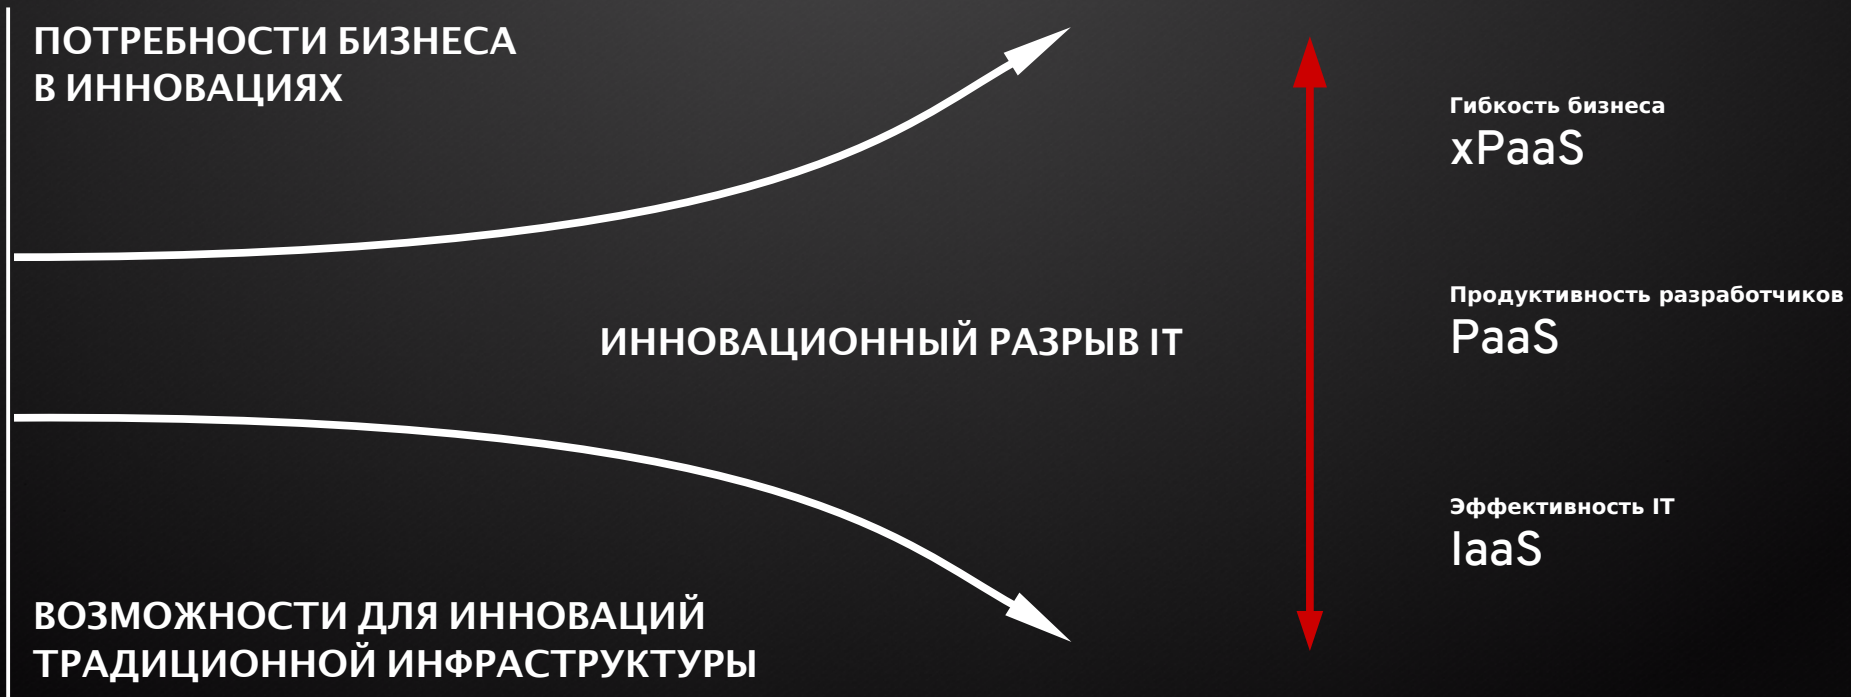 ПОТРЕБНОСТИ БИЗНЕСА
В ИННОВАЦИЯХ
Гибкость бизнеса
xPaaS
Продуктивность разработчиков
PaaS
ИННОВАЦИОННЫЙ РАЗРЫВ IT
Эффективность IT
IaaS
ВОЗМОЖНОСТИ ДЛЯ ИННОВАЦИЙ
ТРАДИЦИОННОЙ ИНФРАСТРУКТУРЫ